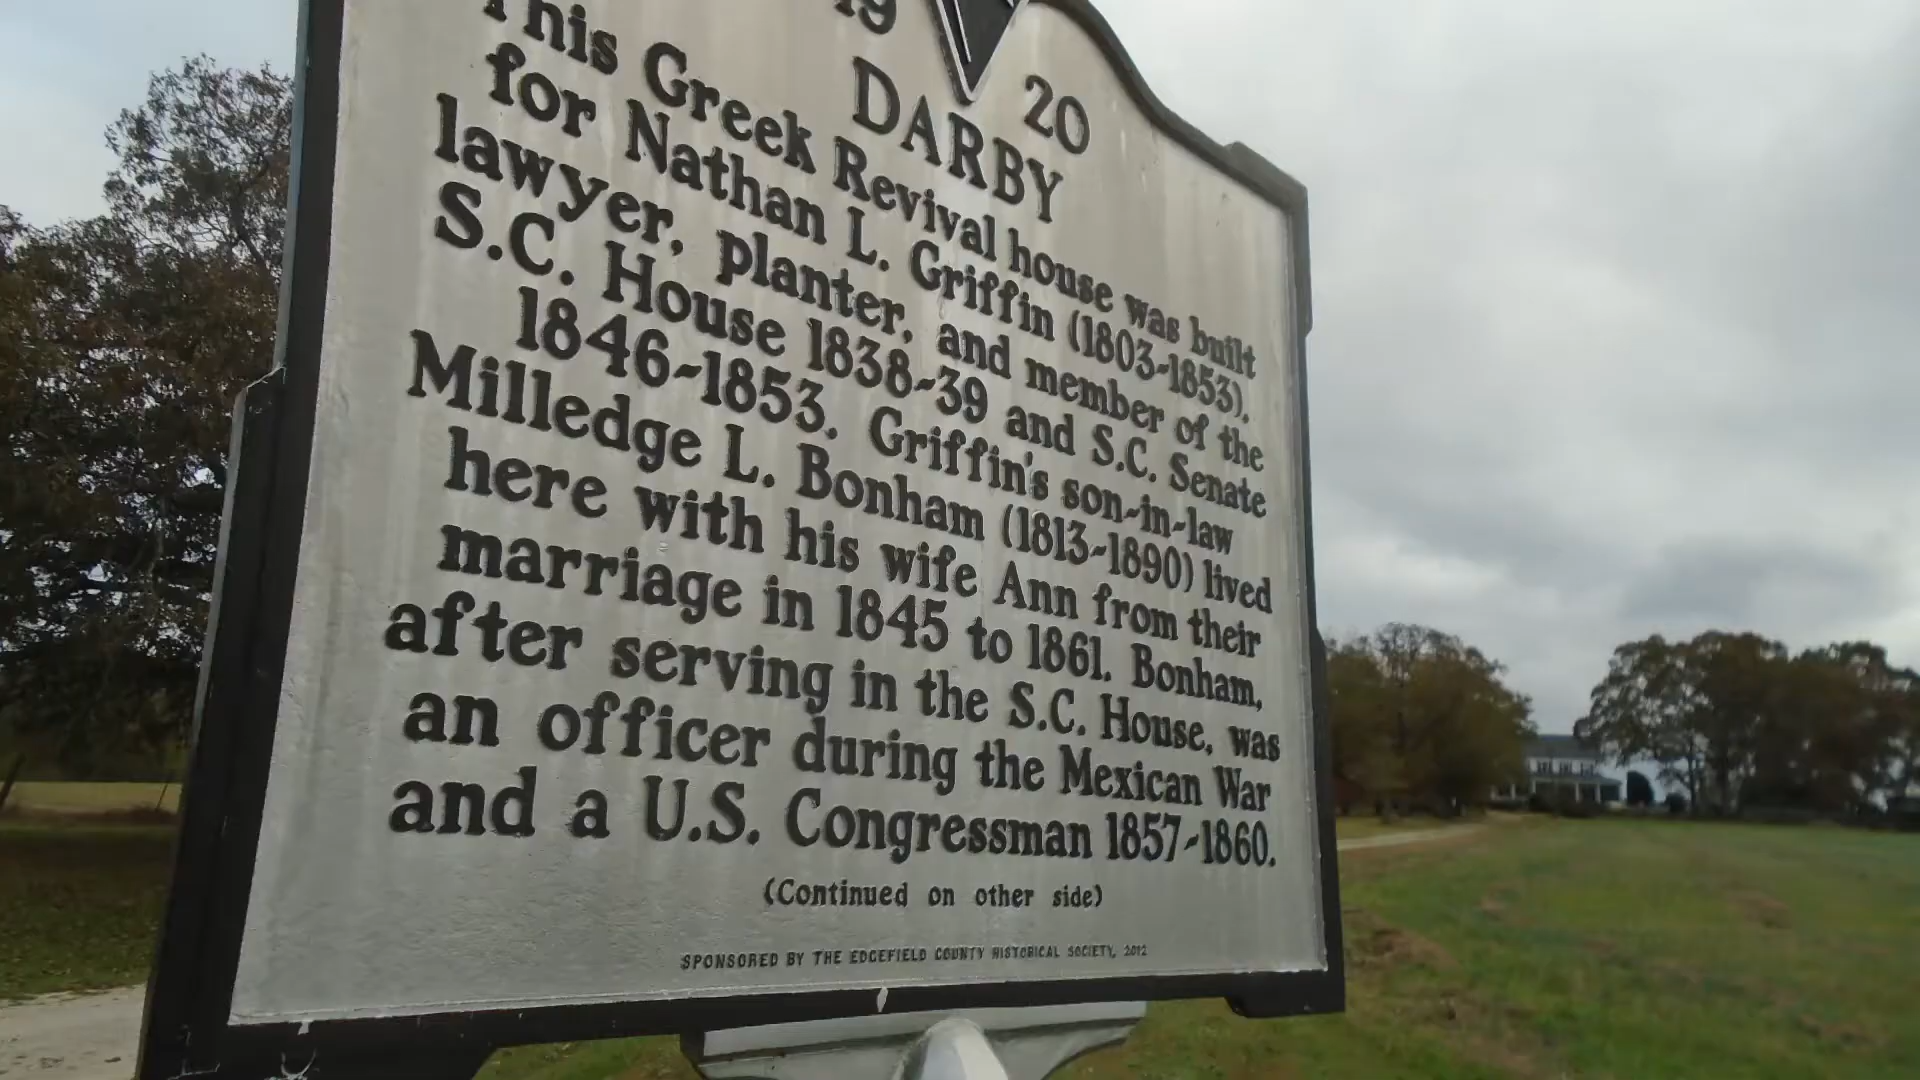 19 20
DARBY
This Greek Revival house was built
for Nathan L. Griffin (1803-1853).
lawyer, planter, and member of the
S.C. House 1838-39 and S.C. Senate
1846-1853. Griffin's son-in-law
Milledge L. Bonham (1813-1890) lived
here with his wife Ann from their
marriage in 1845 to 1861. Bonham,
after serving in the S.C. House, was
an officer during the Mexican War
and a U.S. Congressman 1857-1860.
(Continued on other side)
SPONSORED BY THE EDGEFIELD COUNTY HISTORICAL SOCIETY, 2012